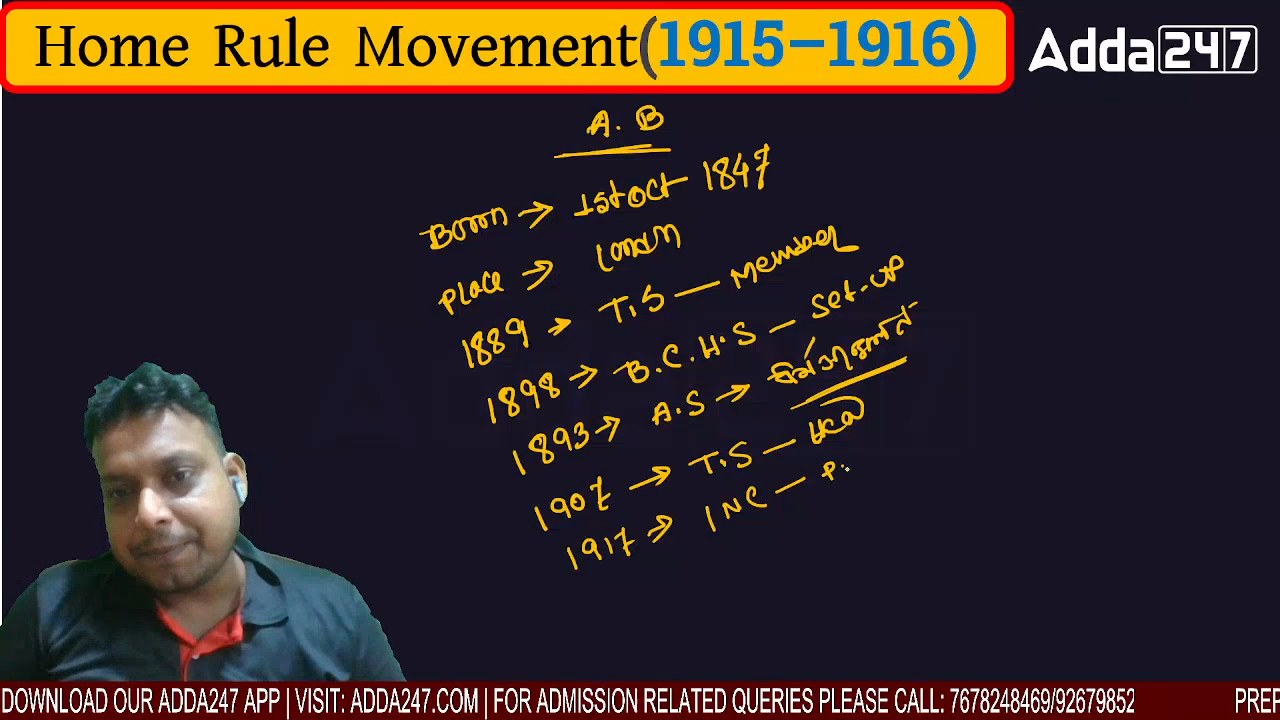 Home Rule Movement(1915–1916)
Adda247
A. B
Born → 1st Oct 1847
Place →
1889 → T.S — Member
1898 → B.C.H.S — Set-UP
1893 → A.S →
1907 → T.S —
1917 → INC — P.
DOWNLOAD OUR ADDA247 APP | VISIT: ADDA247.COM | FOR ADMISSION RELATED QUERIES PLEASE CALL: 7678248469/92679852 PREF